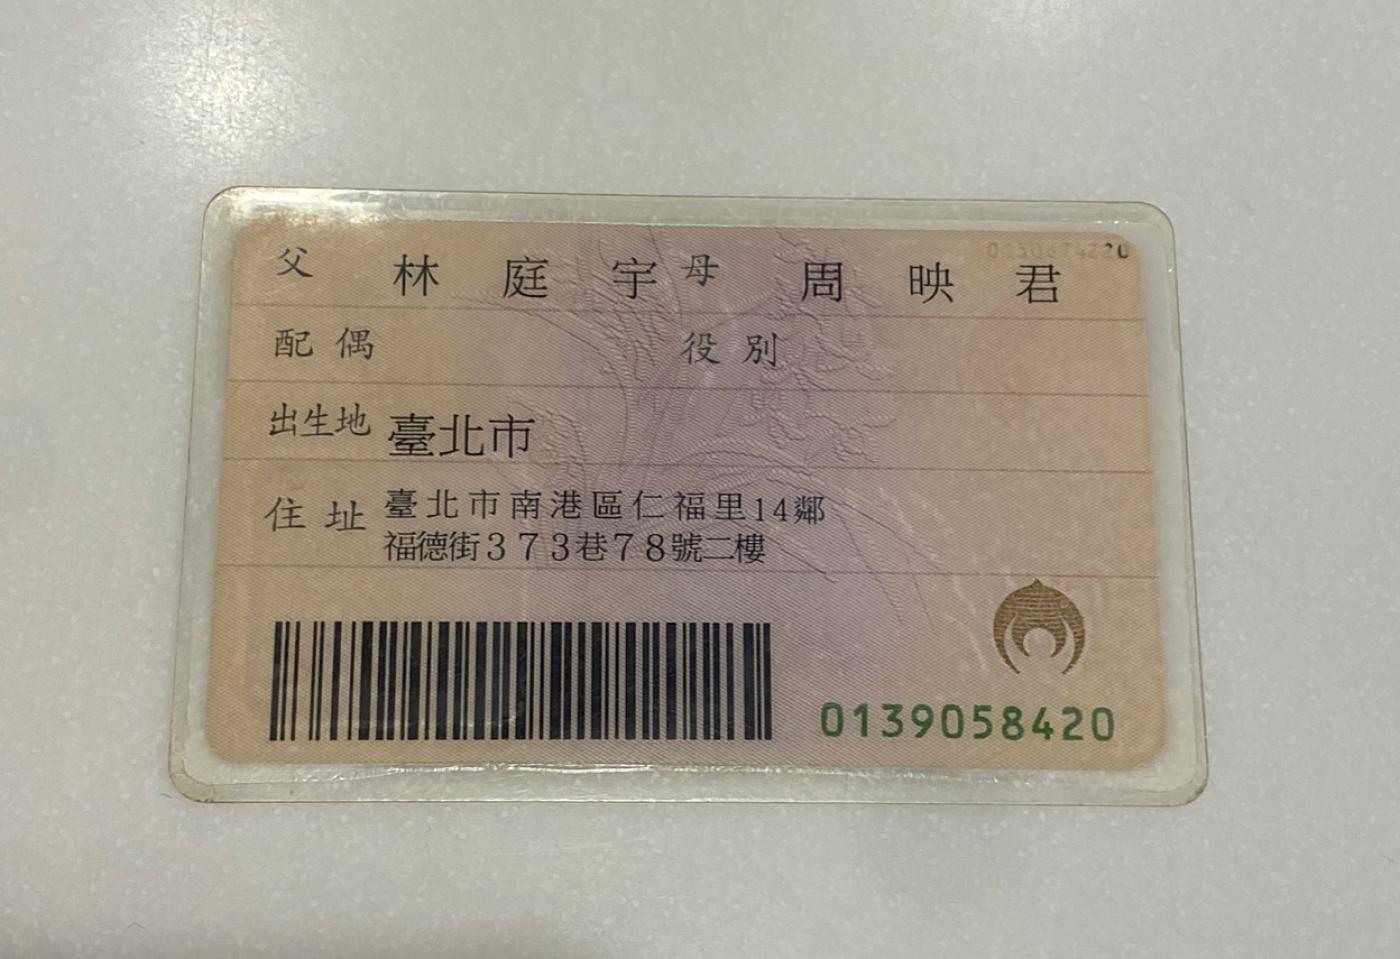 父 林庭宇 母 周映君
配偶 役別
出生地 臺北市
住址 臺北市南港區仁福里14鄰
福德街373巷78號二樓
0139058420